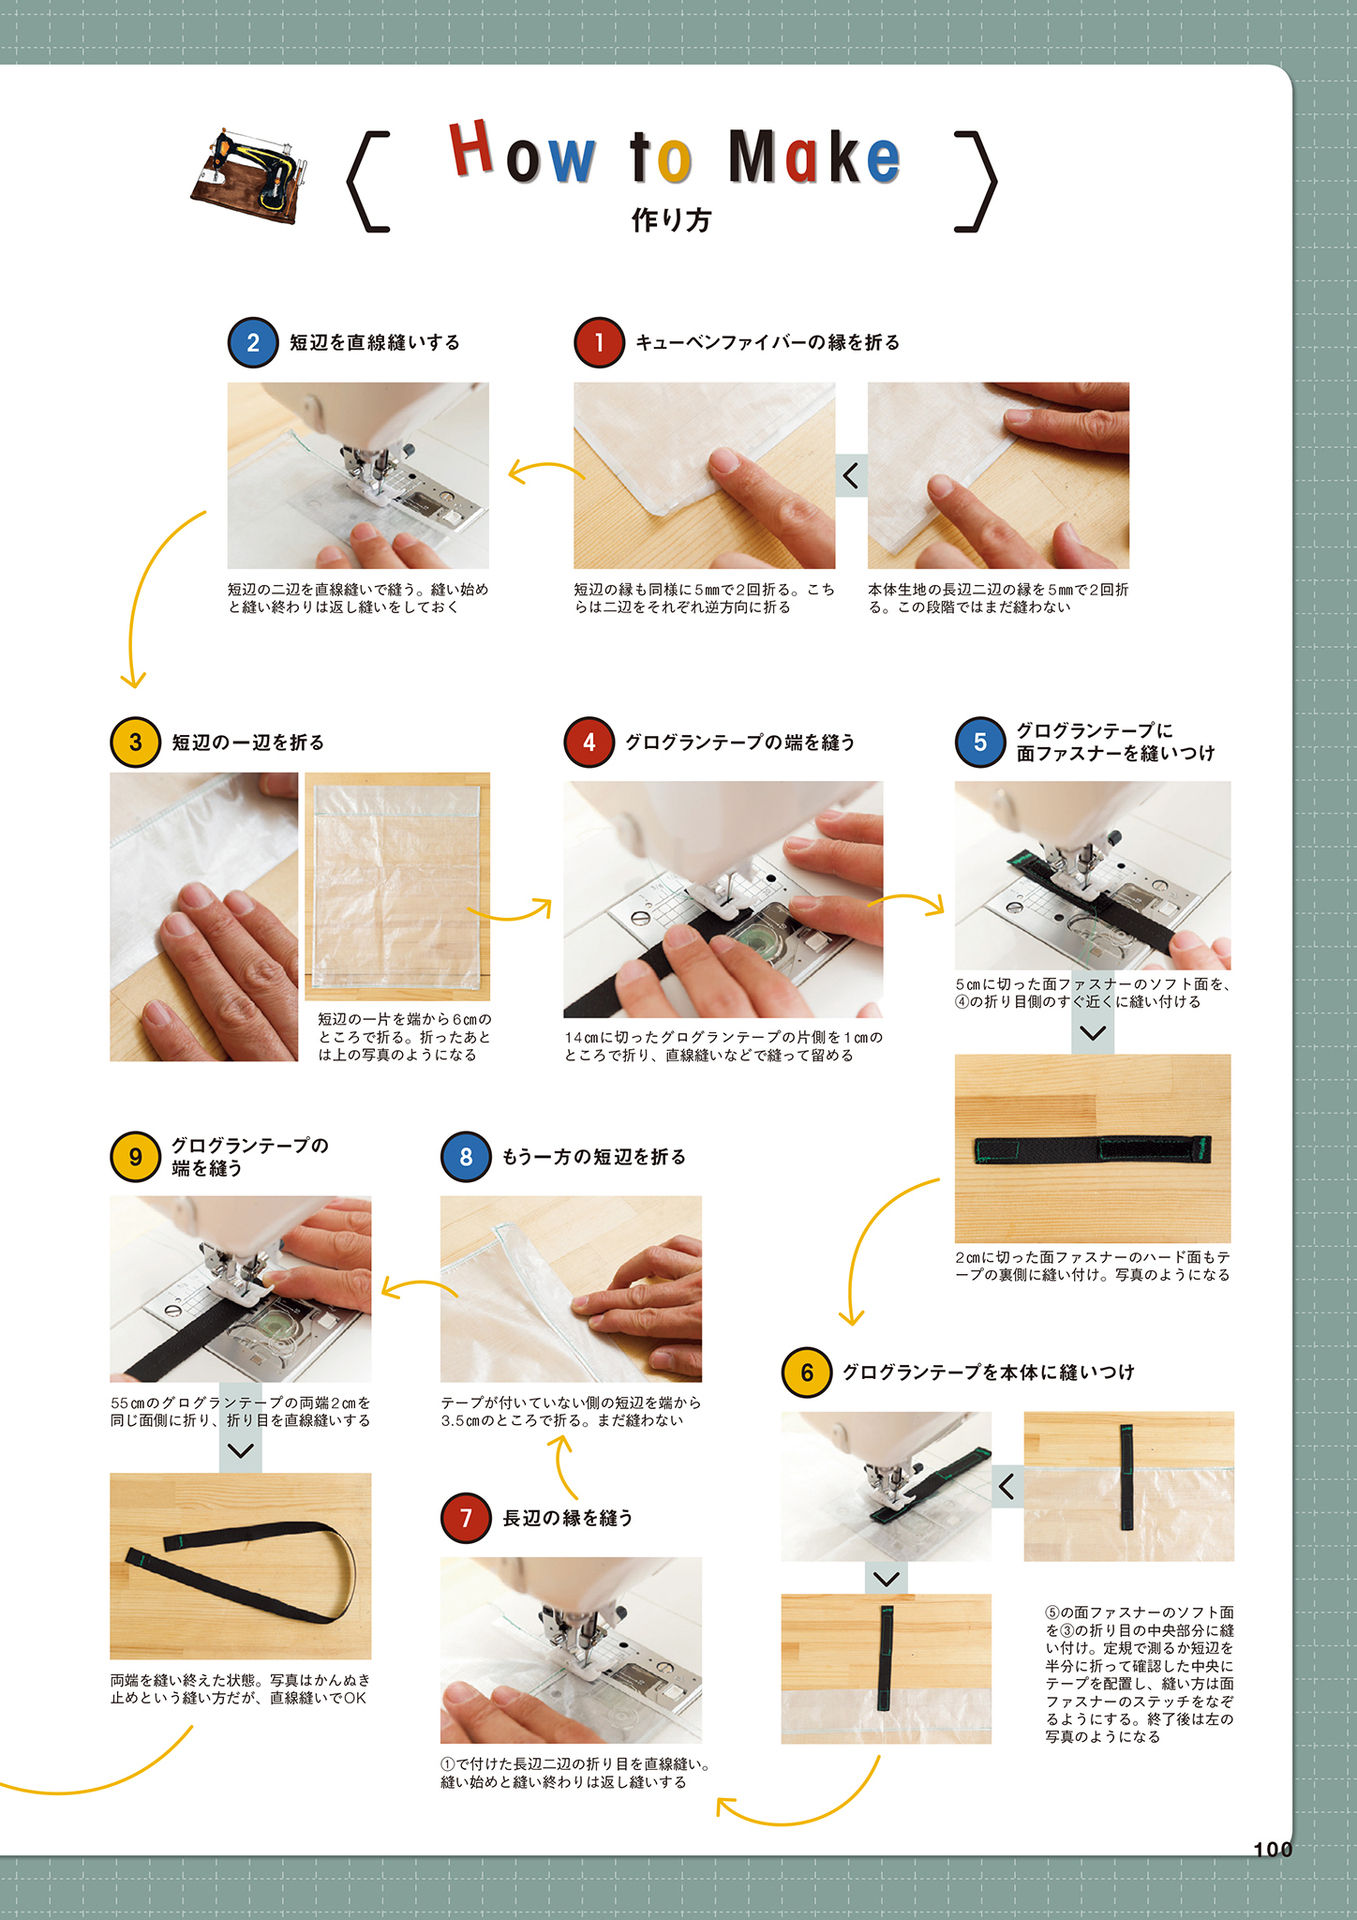 How to Make
作り方
1 キューベンファイバーの縁を折る
本体生地の長辺二辺の縁を5㎜で2回折
る。この段階ではまだ縫わない
短辺の縁も同様に5㎜で2回折る。こち
らは二辺をそれぞれ逆方向に折る
2 短辺を直線縫いする
短辺の二辺を直線縫いで縫う。縫い始め
と縫い終わりは返し縫いをしておく
3 短辺の一辺を折る
短辺の一片を端から6㎝の
ところで折る。折ったあと
は上の写真のようになる
4 グログランテープの端を縫う
14㎝に切ったグログランテープの片側を1㎝の
ところで折り、直線縫いなどで縫って留める
5 グログランテープに
面ファスナーを縫いつけ
5㎝に切った面ファスナーのソフト面を、
④の折り目側のすぐ近くに縫い付ける
2㎝に切った面ファスナーのハード面もテ
ープの裏側に縫い付け。写真のようになる
6 グログランテープを本体に縫いつけ
⑤の面ファスナーのソフト面
を③の折り目の中央部分に縫
い付け。定規で測るか短辺を
半分に折って確認した中央に
テープを配置し、縫い方は面
ファスナーのステッチをなぞ
るようにする。終了後は左の
写真のようになる
7 長辺の縁を縫う
①で付けた長辺二辺の折り目を直線縫い。
縫い始めと縫い終わりは返し縫いする
8 もう一方の短辺を折る
テープが付いていない側の短辺を端から
3.5㎝のところで折る。まだ縫わない
9 グログランテープの
端を縫う
55㎝のグログランテープの両端2㎝を
同じ面側に折り、折り目を直線縫いする
両端を縫い終えた状態。写真はかんぬき
止めという縫い方だが、直線縫いでOK
100